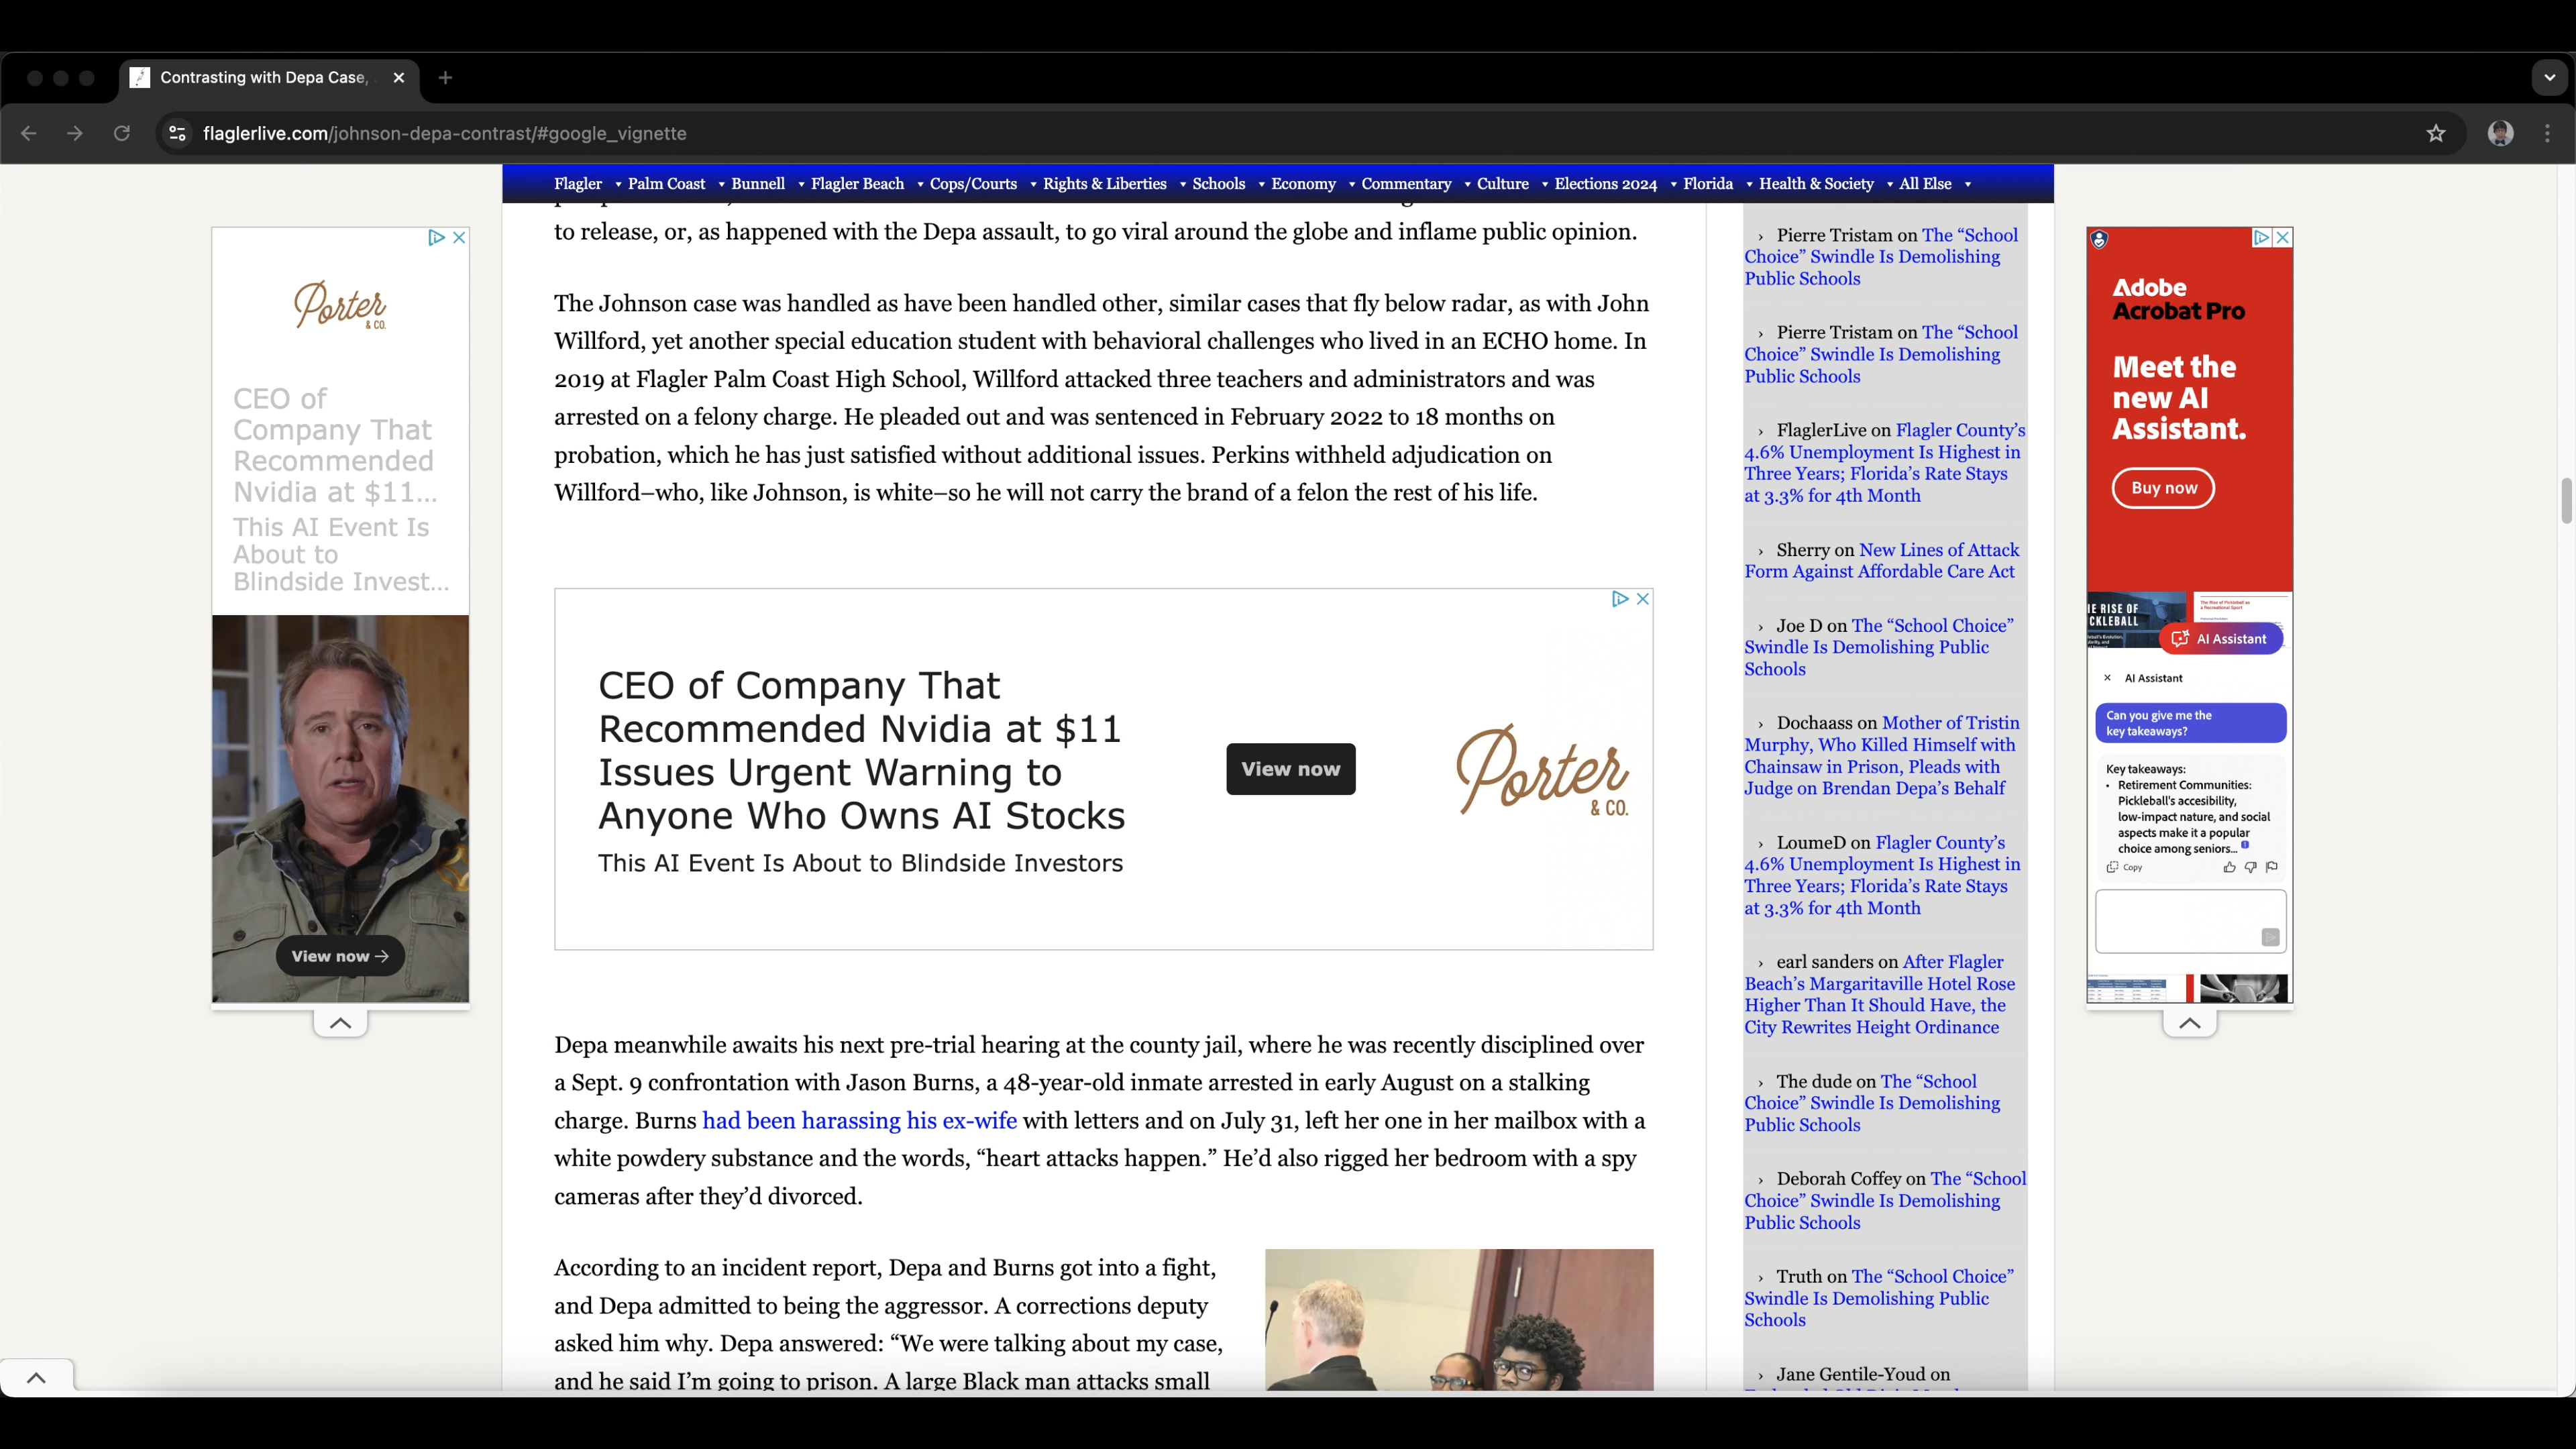 Contrasting with Depa Case,
flaglerlive.com/johnson-depa-contrast/#google_vignette
Flagler Palm Coast Bunnell Flagler Beach Cops/Courts Rights & Liberties Schools Economy Commentary Culture Elections 2024 Florida Health & Society All Else
to release, or, as happened with the Depa assault, to go viral around the globe and inflame public opinion.
The Johnson case was handled as have been handled other, similar cases that fly below radar, as with John
Willford, yet another special education student with behavioral challenges who lived in an ECHO home. In
2019 at Flagler Palm Coast High School, Willford attacked three teachers and administrators and was
arrested on a felony charge. He pleaded out and was sentenced in February 2022 to 18 months on
probation, which he has just satisfied without additional issues. Perkins withheld adjudication on
Willford–who, like Johnson, is white–so he will not carry the brand of a felon the rest of his life.
CEO of Company That
Recommended Nvidia at $11
Issues Urgent Warning to
Anyone Who Owns AI Stocks
This AI Event Is About to Blindside Investors
View now
Porter
& CO.
Depa meanwhile awaits his next pre-trial hearing at the county jail, where he was recently disciplined over
a Sept. 9 confrontation with Jason Burns, a 48-year-old inmate arrested in early August on a stalking
charge. Burns had been harassing his ex-wife with letters and on July 31, left her one in her mailbox with a
white powdery substance and the words, “heart attacks happen.” He’d also rigged her bedroom with a spy
cameras after they’d divorced.
According to an incident report, Depa and Burns got into a fight,
and Depa admitted to being the aggressor. A corrections deputy
asked him why. Depa answered: “We were talking about my case,
and he said I’m going to prison. A large Black man attacks small
Porter
& CO.
CEO of
Company That
Recommended
Nvidia at $11...
This AI Event Is
About to
Blindside Invest...
View now →
› Pierre Tristam on The “School
Choice” Swindle Is Demolishing
Public Schools
› Pierre Tristam on The “School
Choice” Swindle Is Demolishing
Public Schools
› FlaglerLive on Flagler County’s
4.6% Unemployment Is Highest in
Three Years; Florida’s Rate Stays
at 3.3% for 4th Month
› Sherry on New Lines of Attack
Form Against Affordable Care Act
› Joe D on The “School Choice”
Swindle Is Demolishing Public
Schools
› Dochaass on Mother of Tristin
Murphy, Who Killed Himself with
Chainsaw in Prison, Pleads with
Judge on Brendan Depa’s Behalf
› LoumeD on Flagler County’s
4.6% Unemployment Is Highest in
Three Years; Florida’s Rate Stays
at 3.3% for 4th Month
› earl sanders on After Flagler
Beach’s Margaritaville Hotel Rose
Higher Than It Should Have, the
City Rewrites Height Ordinance
› The dude on The “School
Choice” Swindle Is Demolishing
Public Schools
› Deborah Coffey on The “School
Choice” Swindle Is Demolishing
Public Schools
› Truth on The “School Choice”
Swindle Is Demolishing Public
Schools
› Jane Gentile-Youd on
Adobe
Acrobat Pro
Meet the
new AI
Assistant.
Buy now
AI Assistant
AI Assistant
Can you give me the
key takeaways?
Key takeaways:
• Retirement Communities:
Pickleball's accesibility,
low-impact nature, and social
aspects make it a popular
choice among seniors...
Copy